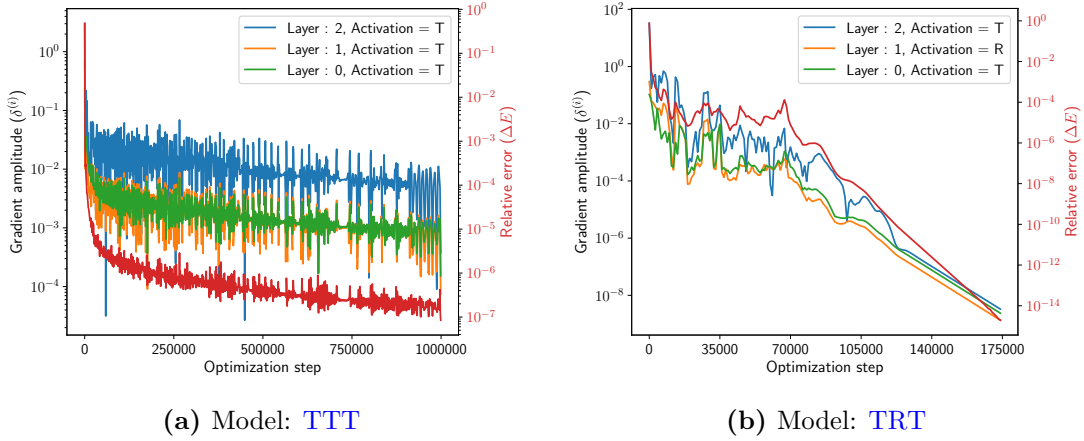 Layer : 2, Activation = T
Layer : 1, Activation = T
Layer : 0, Activation = T
10^0
10^{-1}
10^{-2}
10^{-3}
10^{-4}
Gradient amplitude (δ^{(i)})
0
250000
500000
750000
1000000
Optimization step
10^0
10^{-1}
10^{-2}
10^{-3}
10^{-4}
10^{-5}
10^{-6}
10^{-7}
Relative error (ΔE)
(a) Model: TTT
Layer : 2, Activation = T
Layer : 1, Activation = R
Layer : 0, Activation = T
10^2
10^0
10^{-2}
10^{-4}
10^{-6}
10^{-8}
Gradient amplitude (δ^{(i)})
0
35000
70000
105000
140000
175000
Optimization step
10^0
10^{-2}
10^{-4}
10^{-6}
10^{-8}
10^{-10}
10^{-12}
10^{-14}
Relative error (ΔE)
(b) Model: TRT